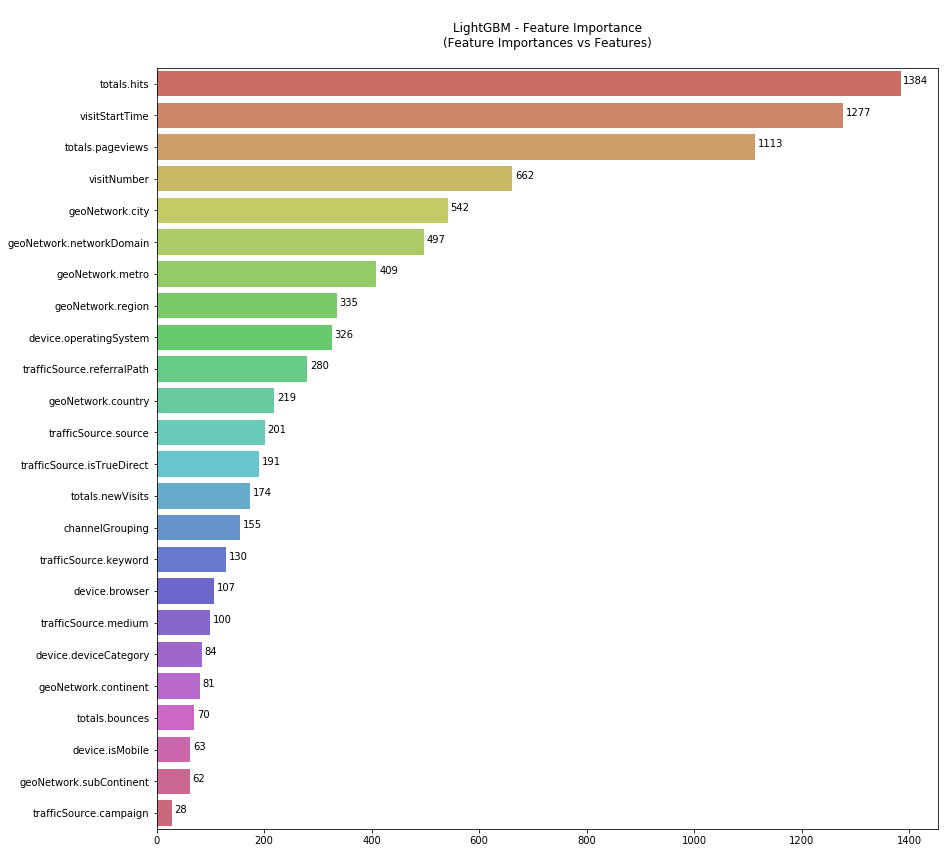 LightGBM - Feature Importance
(Feature Importances vs Features)
totals.hits 1384
visitStartTime 1277
totals.pageviews 1113
visitNumber 662
geoNetwork.city 542
geoNetwork.networkDomain 497
geoNetwork.metro 409
geoNetwork.region 335
device.operatingSystem 326
trafficSource.referralPath 280
geoNetwork.country 219
trafficSource.source 201
trafficSource.isTrueDirect 191
totals.newVisits 174
channelGrouping 155
trafficSource.keyword 130
device.browser 107
trafficSource.medium 100
device.deviceCategory 84
geoNetwork.continent 81
totals.bounces 70
device.isMobile 63
geoNetwork.subContinent 62
trafficSource.campaign 28
0 200 400 600 800 1000 1200 1400